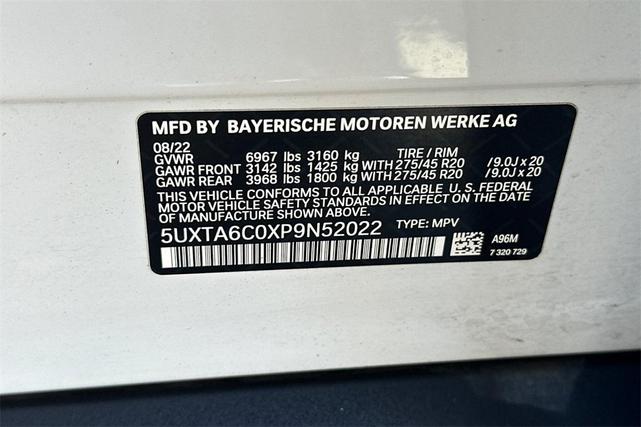 MFD BY BAYERISCHE MOTOREN WERKE AG
08/22 TIRE / RIM
GVWR 6967 lbs 3160 kg
GAWR FRONT 3142 lbs 1425 kg WITH 275/45 R20 /9.0J x 20
GAWR REAR 3968 lbs 1800 kg WITH 275/45 R20 /9.0J x 20
THIS VEHICLE CONFORMS TO ALL APPLICABLE U. S. FEDERAL
MOTOR VEHICLE SAFETY STANDARDS IN EFFECT ON THE DATE
OF MANUFACTURE SHOWN ABOVE.
5UXTA6C0XP9N52022 TYPE: MPV
A96M
7 320 729